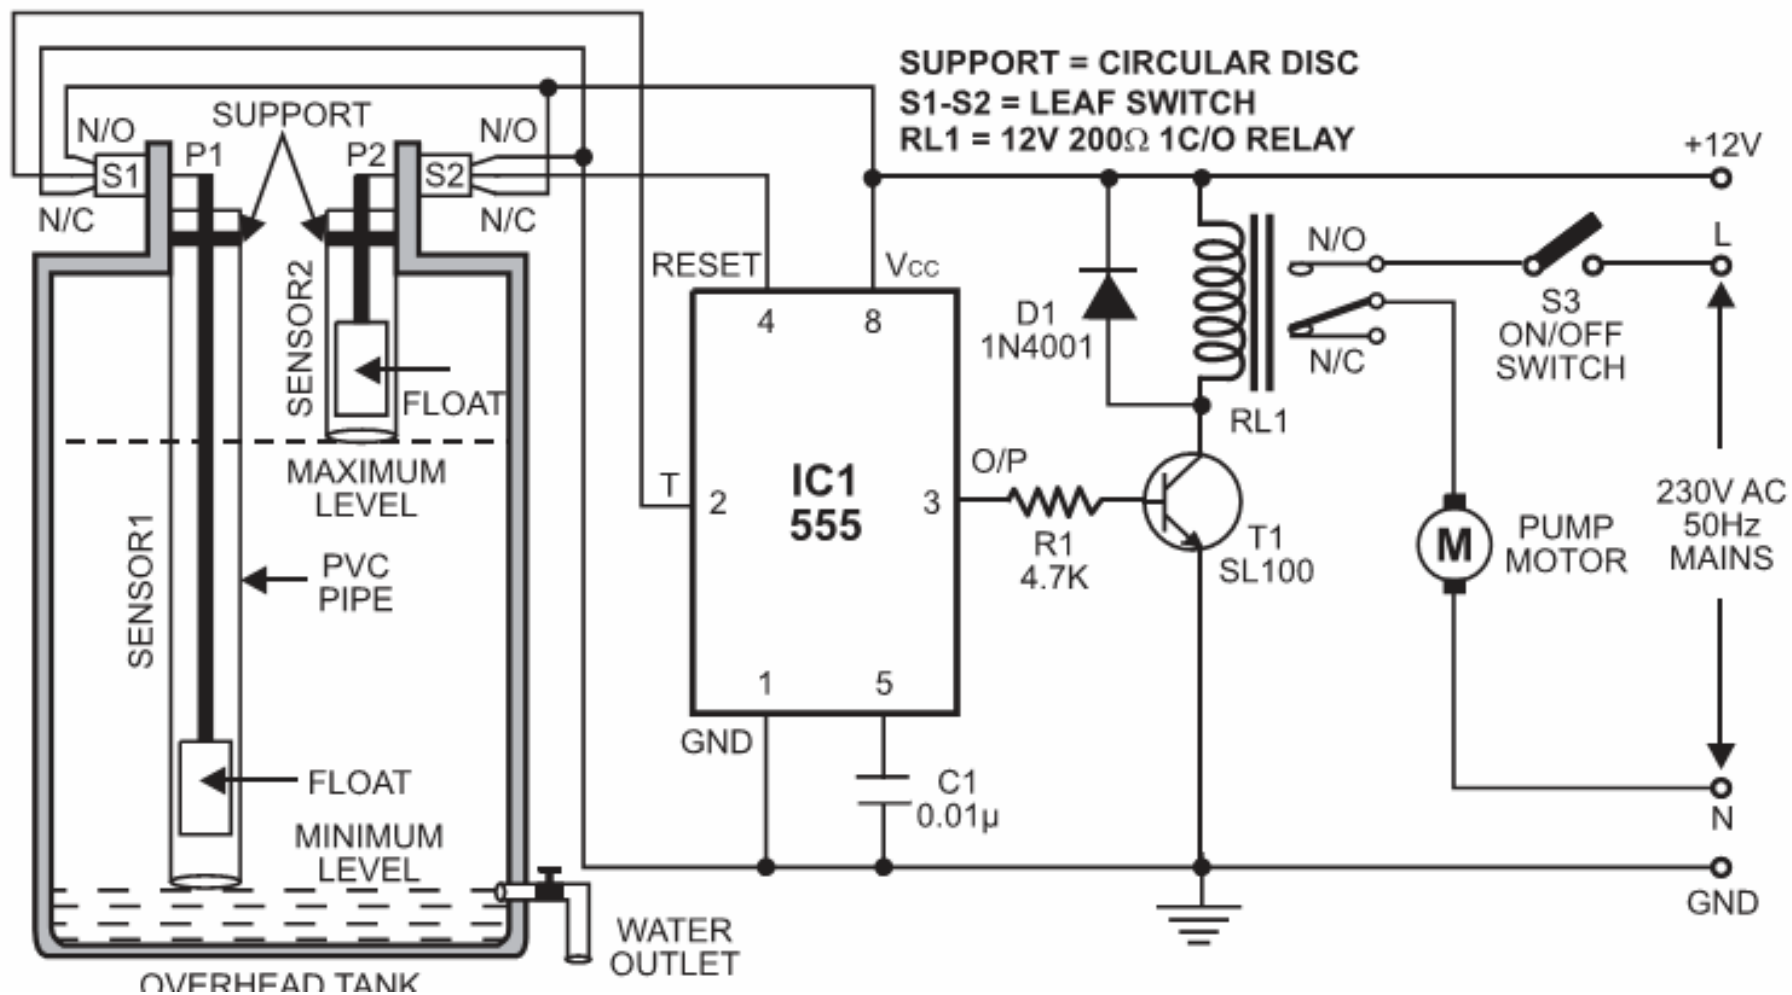 SUPPORT = CIRCULAR DISC
S1-S2 = LEAF SWITCH
RL1 = 12V 200Ω 1C/O RELAY
SUPPORT
N/O
S1
N/C
P1
P2
N/O
S2
N/C
SENSOR2
FLOAT
MAXIMUM
LEVEL
SENSOR1
PVC
PIPE
FLOAT
MINIMUM
LEVEL
WATER
OUTLET
OVERHEAD TANK
RESET
VCC
4
8
T
2
IC1
555
3
O/P
1
5
GND
C1
0.01µ
R1
4.7K
T1
SL100
D1
1N4001
RL1
N/O
N/C
S3
ON/OFF
SWITCH
+12V
L
M
PUMP
MOTOR
230V AC
50Hz
MAINS
N
GND